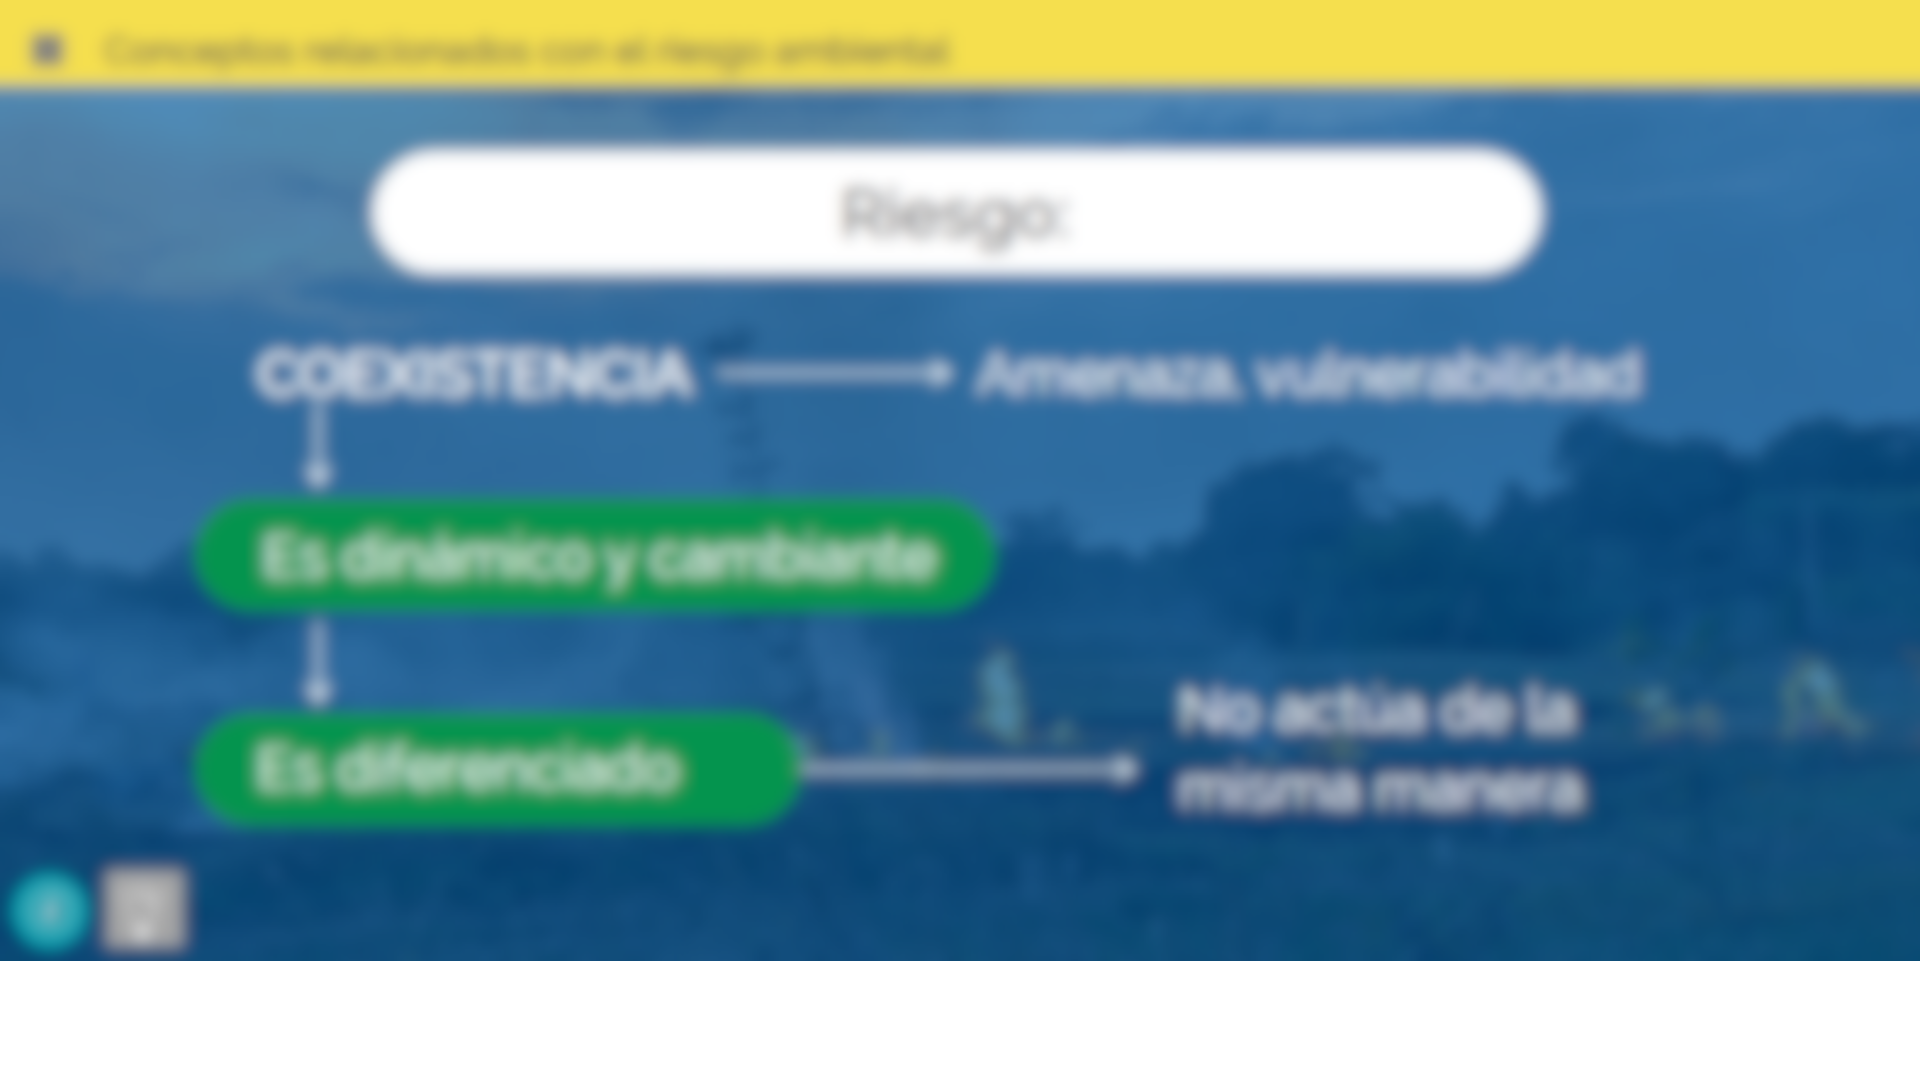 Conceptos relacionados con el riesgo ambiental
Riesgo:
COEXISTENCIA
Amenaza, vulnerabilidad
Es dinámico y cambiante
Es diferenciado
No actúa de la
misma manera